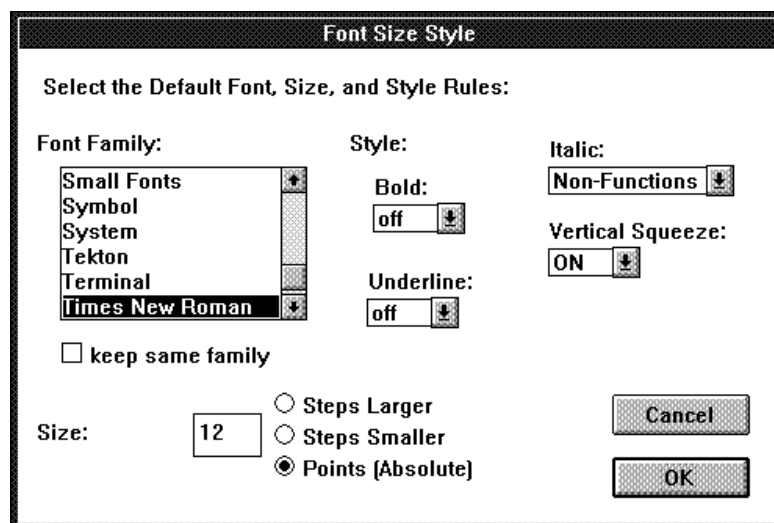 Font Size Style
Select the Default Font, Size, and Style Rules:
Font Family:
Small Fonts
Symbol
System
Tekton
Terminal
Times New Roman
keep same family
Style:
Bold:
off
Underline:
off
Italic:
Non-Functions
Vertical Squeeze:
ON
Size:
12
Steps Larger
Steps Smaller
Points (Absolute)
Cancel
OK